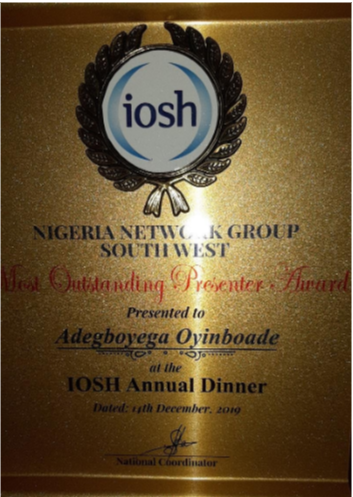 iosh
NIGERIA NETWORK GROUP
SOUTH WEST
Most Outstanding Presenter Award
Presented to
Adegboyega Oyinboade
at the
IOSH Annual Dinner
Dated: 14th December, 2019
National Coordinator